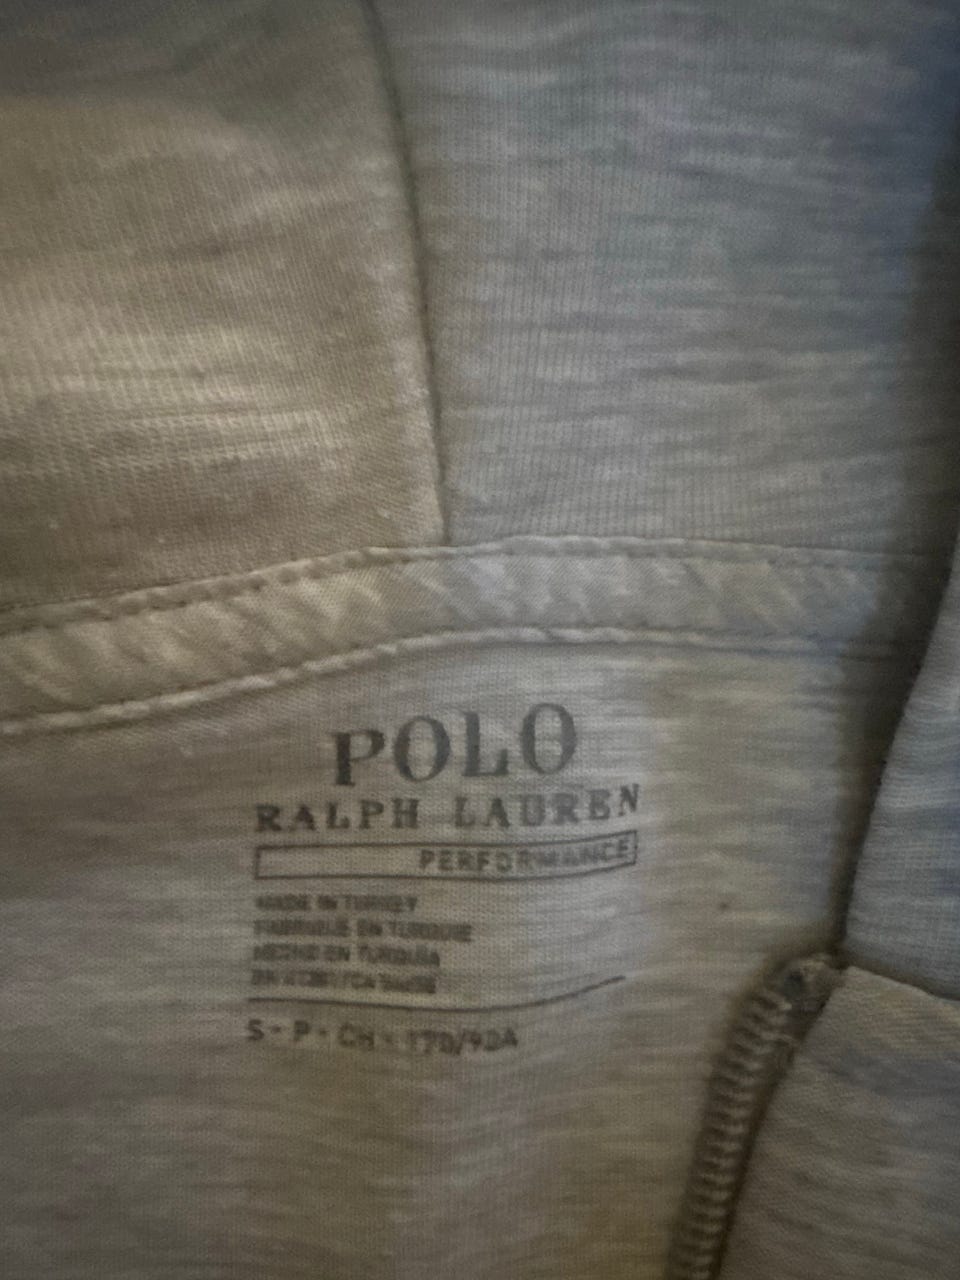 POLO
RALPH LAUREN
PERFORMANCE
MADE IN TURKEY
FABRIQUÉ EN TURQUIE
HECHO EN TURQUÍA
S - P - CH - 170/92A